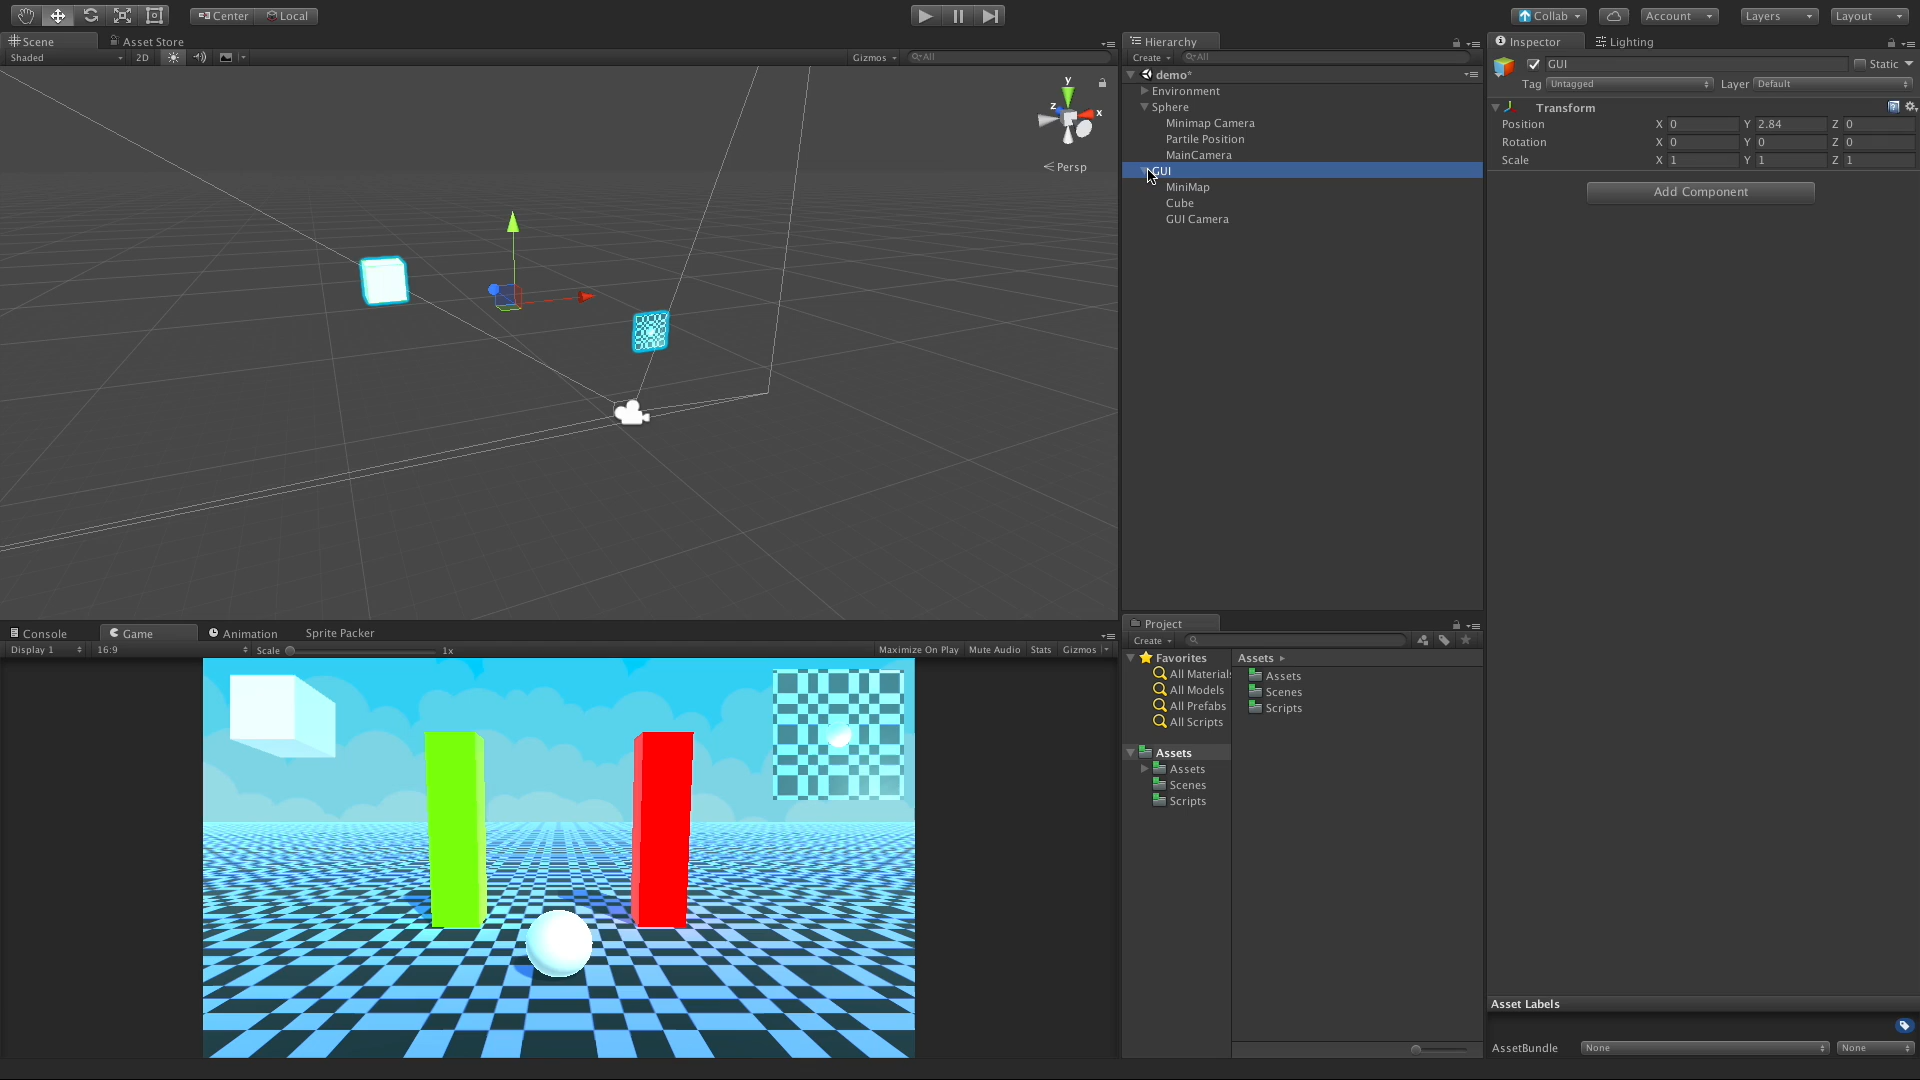 Center Local Collab Account Layers Layout
Scene Asset Store
Shaded 2D Gizmos All
y
z x
Persp
Hierarchy
Create All
demo*
Environment
Sphere
Minimap Camera
Partile Position
MainCamera
GUI
MiniMap
Cube
GUI Camera
Inspector Lighting
GUI Static
Tag Untagged Layer Default
Transform
Position X 0 Y 2.84 Z 0
Rotation X 0 Y 0 Z 0
Scale X 1 Y 1 Z 1
Add Component
Console Game Animation Sprite Packer
Display 1 16:9 Scale 1x Maximize On Play Mute Audio Stats Gizmos
Project
Create
Favorites
All Material
All Models
All Prefabs
All Scripts
Assets
Assets
Scenes
Scripts
Assets
Assets
Scenes
Scripts
Asset Labels
AssetBundle None None